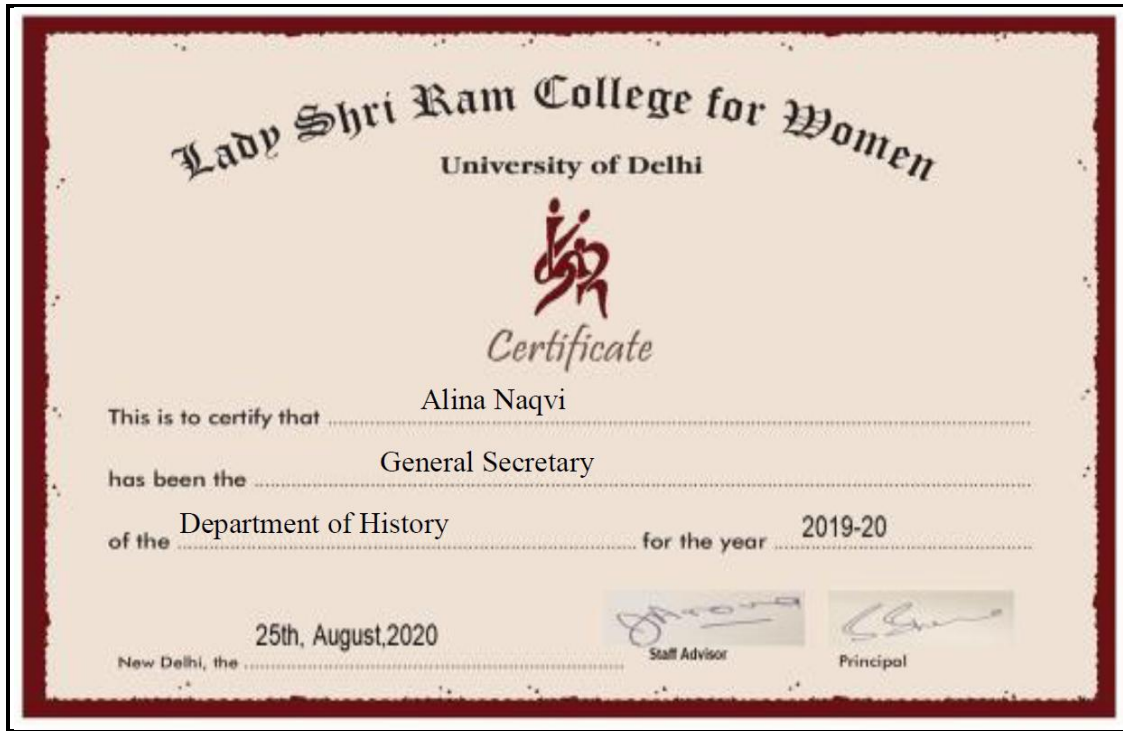 Lady Shri Ram College for Women
University of Delhi
Certificate
This is to certify that Alina Naqvi
has been the General Secretary
of the Department of History for the year 2019-20
New Delhi, the 25th, August,2020
Staff Advisor
Principal